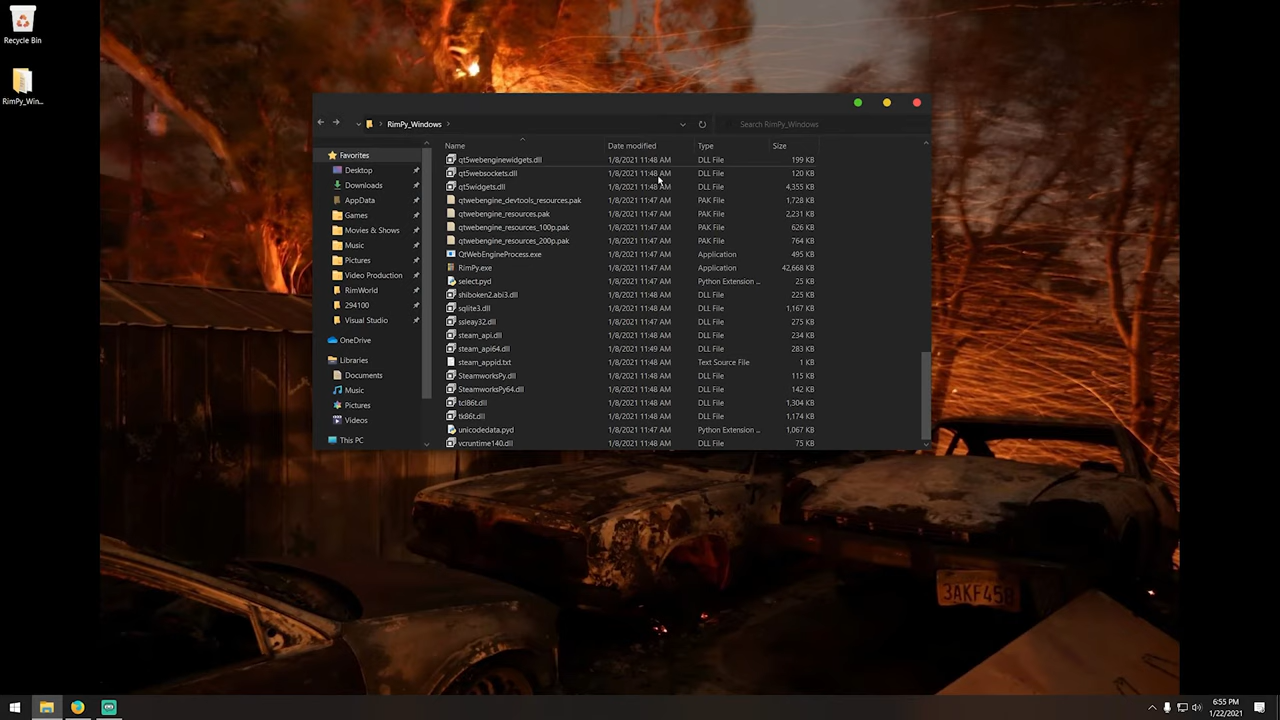 Recycle Bin
RimPy_Win...
RimPy_Windows
Search RimPy_Windows
Name Date modified Type Size
Favorites
Desktop
Downloads
AppData
Games
Movies & Shows
Music
Pictures
Video Production
RimWorld
294100
Visual Studio
OneDrive
Libraries
Documents
Music
Pictures
Videos
This PC
qt5webenginewidgets.dll 1/8/2021 11:48 AM DLL File 199 KB
qt5websockets.dll 1/8/2021 11:48 AM DLL File 120 KB
qt5widgets.dll 1/8/2021 11:48 AM DLL File 4,355 KB
qtwebengine_devtools_resources.pak 1/8/2021 11:47 AM PAK File 1,728 KB
qtwebengine_resources.pak 1/8/2021 11:47 AM PAK File 2,231 KB
qtwebengine_resources_100p.pak 1/8/2021 11:47 AM PAK File 626 KB
qtwebengine_resources_200p.pak 1/8/2021 11:47 AM PAK File 764 KB
QtWebEngineProcess.exe 1/8/2021 11:47 AM Application 495 KB
RimPy.exe 1/8/2021 11:48 AM Application 42,668 KB
select.pyd 1/8/2021 11:47 AM Python Extension ... 25 KB
shiboken2.abi3.dll 1/8/2021 11:48 AM DLL File 225 KB
sqlite3.dll 1/8/2021 11:48 AM DLL File 1,167 KB
ssleay32.dll 1/8/2021 11:47 AM DLL File 275 KB
steam_api.dll 1/8/2021 11:48 AM DLL File 234 KB
steam_api64.dll 1/8/2021 11:49 AM DLL File 283 KB
steam_appid.txt 1/8/2021 11:48 AM Text Source File 1 KB
SteamworksPy.dll 1/8/2021 11:48 AM DLL File 115 KB
SteamworksPy64.dll 1/8/2021 11:48 AM DLL File 142 KB
tcl86t.dll 1/8/2021 11:48 AM DLL File 1,304 KB
tk86t.dll 1/8/2021 11:48 AM DLL File 1,174 KB
unicodedata.pyd 1/8/2021 11:47 AM Python Extension ... 1,067 KB
vcruntime140.dll 1/8/2021 11:48 AM DLL File 75 KB
3AKF458
6:55 PM
1/22/2021